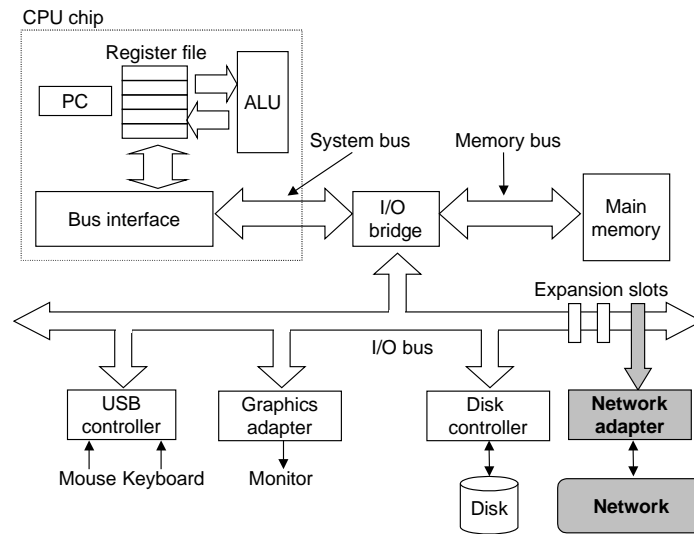 CPU chip
Register file
PC
ALU
System bus
Memory bus
Bus interface
I/O
bridge
Main
memory
Expansion slots
I/O bus
USB
controller
Graphics
adapter
Disk
controller
Network
adapter
Mouse Keyboard
Monitor
Disk
Network